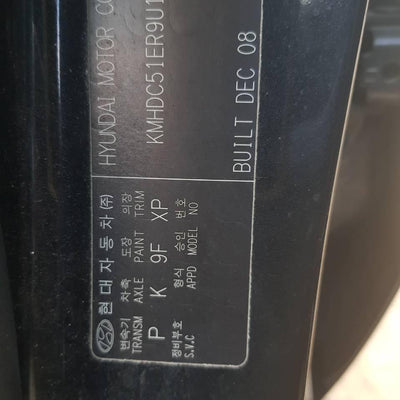 현대자동차(주) HYUNDAI MOTOR CO
변속기 차축 도장 의장
TRANSM AXLE PAINT TRIM
KMHDC51ER9U1
P K 9F XP
정비부호 형식 승인 번호
S.V.C APPD MODEL NO
BUILT DEC 08